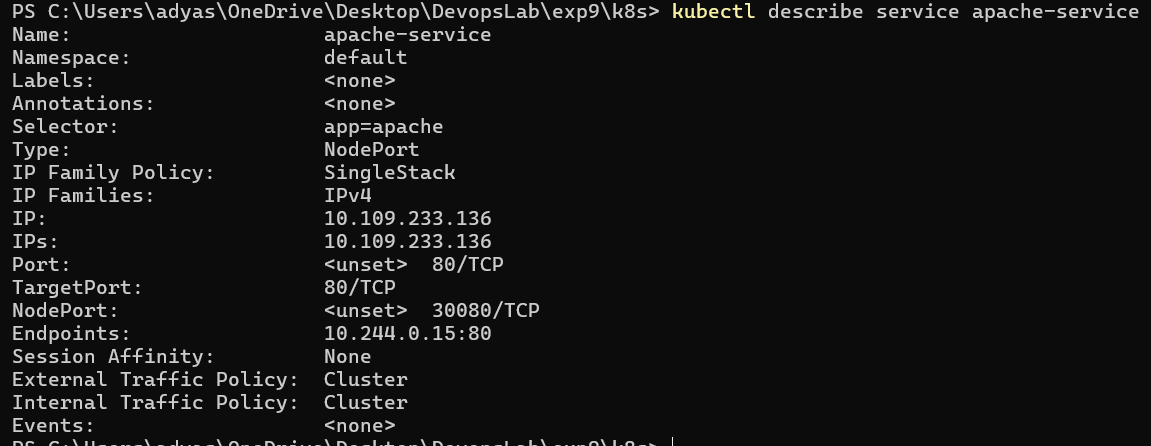 PS C:\Users\adyas\OneDrive\Desktop\DevopsLab\exp9\k8s> kubectl describe service apache-service
Name:                     apache-service
Namespace:                default
Labels:                   <none>
Annotations:              <none>
Selector:                 app=apache
Type:                     NodePort
IP Family Policy:         SingleStack
IP Families:              IPv4
IP:                       10.109.233.136
IPs:                      10.109.233.136
Port:                     <unset>  80/TCP
TargetPort:               80/TCP
NodePort:                 <unset>  30080/TCP
Endpoints:                10.244.0.15:80
Session Affinity:         None
External Traffic Policy:  Cluster
Internal Traffic Policy:  Cluster
Events:                   <none>
PS C:\Users\adyas\OneDrive\Desktop\DevopsLab\exp9\k8s>